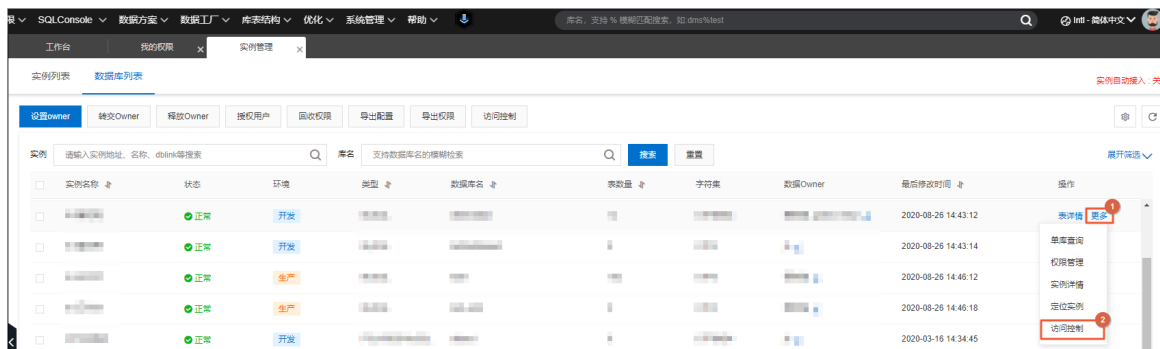 限 SQLConsole 数据方案 数据工厂 库表结构 优化 系统管理 帮助 库名，支持 % 模糊匹配搜索，如 dms%test Intl - 简体中文
工作台 我的权限 × 实例管理 ×
实例列表 数据库列表 实例自动接入：关
设置owner 转交Owner 释放Owner 授权用户 回收权限 导出配置 导出权限 访问控制
实例 请输入实例地址、名称、dblink等搜索 库名 支持数据库名的模糊检索 搜索 重置 展开筛选
实例名称 状态 环境 类型 数据库名 表数量 字符集 数据Owner 最后修改时间 操作
正常 开发 2020-08-26 14:43:12 表详情 更多 1
正常 开发 2020-08-26 14:43:14 单库查询
权限管理
正常 生产 2020-08-26 14:46:12 实例详情
正常 生产 2020-08-26 14:46:18 定位实例
2
访问控制
正常 开发 2020-03-16 14:34:45